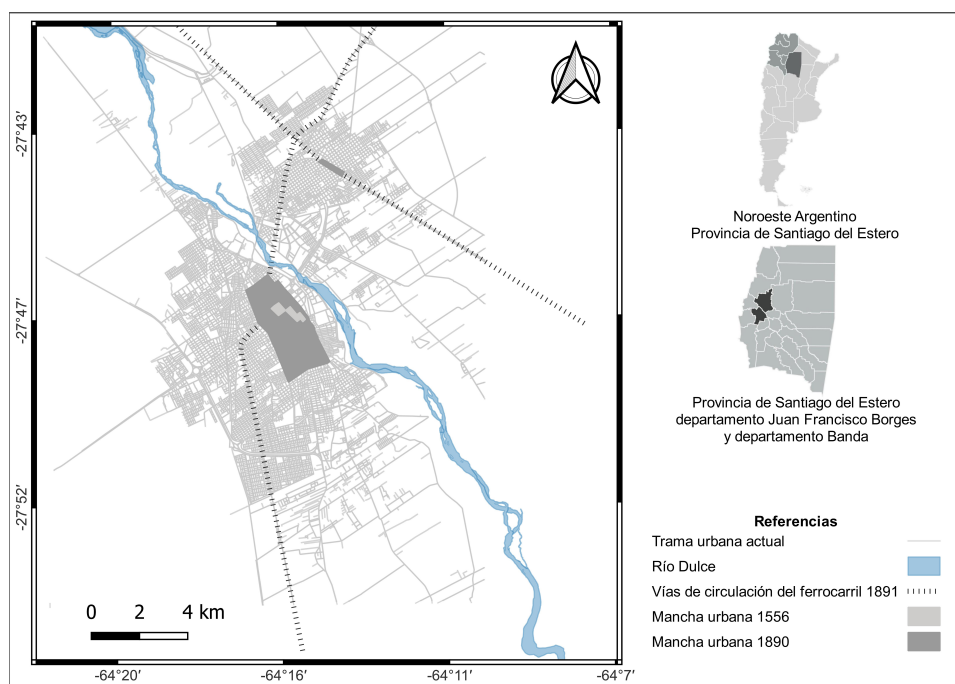 -27°43'
-27°47'
-27°52'
0 2 4 km
-64°20' -64°16' -64°11' -64°7'
Noroeste Argentino
Provincia de Santiago del Estero
Provincia de Santiago del Estero
departamento Juan Francisco Borges
y departamento Banda
Referencias
Trama urbana actual
Río Dulce
Vías de circulación del ferrocarril 1891
Mancha urbana 1556
Mancha urbana 1890